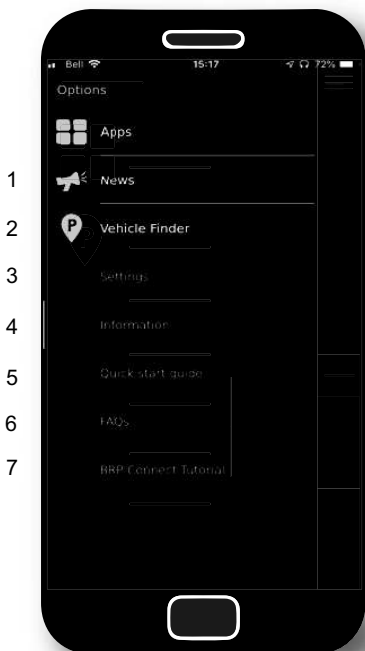 Bell 15:17 72%
Options
Apps
1 News
2 Vehicle Finder
3 Settings
4 Information
5 Quick start guide
6 FAQs
7 BRP Connect Tutorial